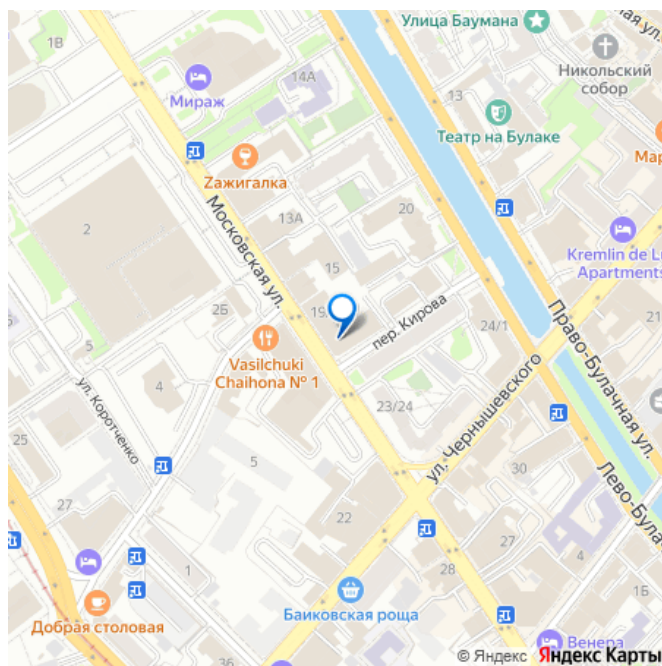 Улица Баумана
1В
Никольский
собор
14А
Мираж
13
Театр на Булаке
Мар
Zажигалка
2
Московская ул.
13А
20
Kremlin de Lu
Apartments
15
2Б
19
пер. Кирова
24/1
Право-Булачная ул.
Vasilchuki
Chaihona № 1
4
ул. Коротченко
23/24
ул. Чернышевского
25
5
30
Лево-Була
27
22
27
4
1
28
Баиковская роща
Добрая столовая
Венера
© Яндекс Яндекс Карты